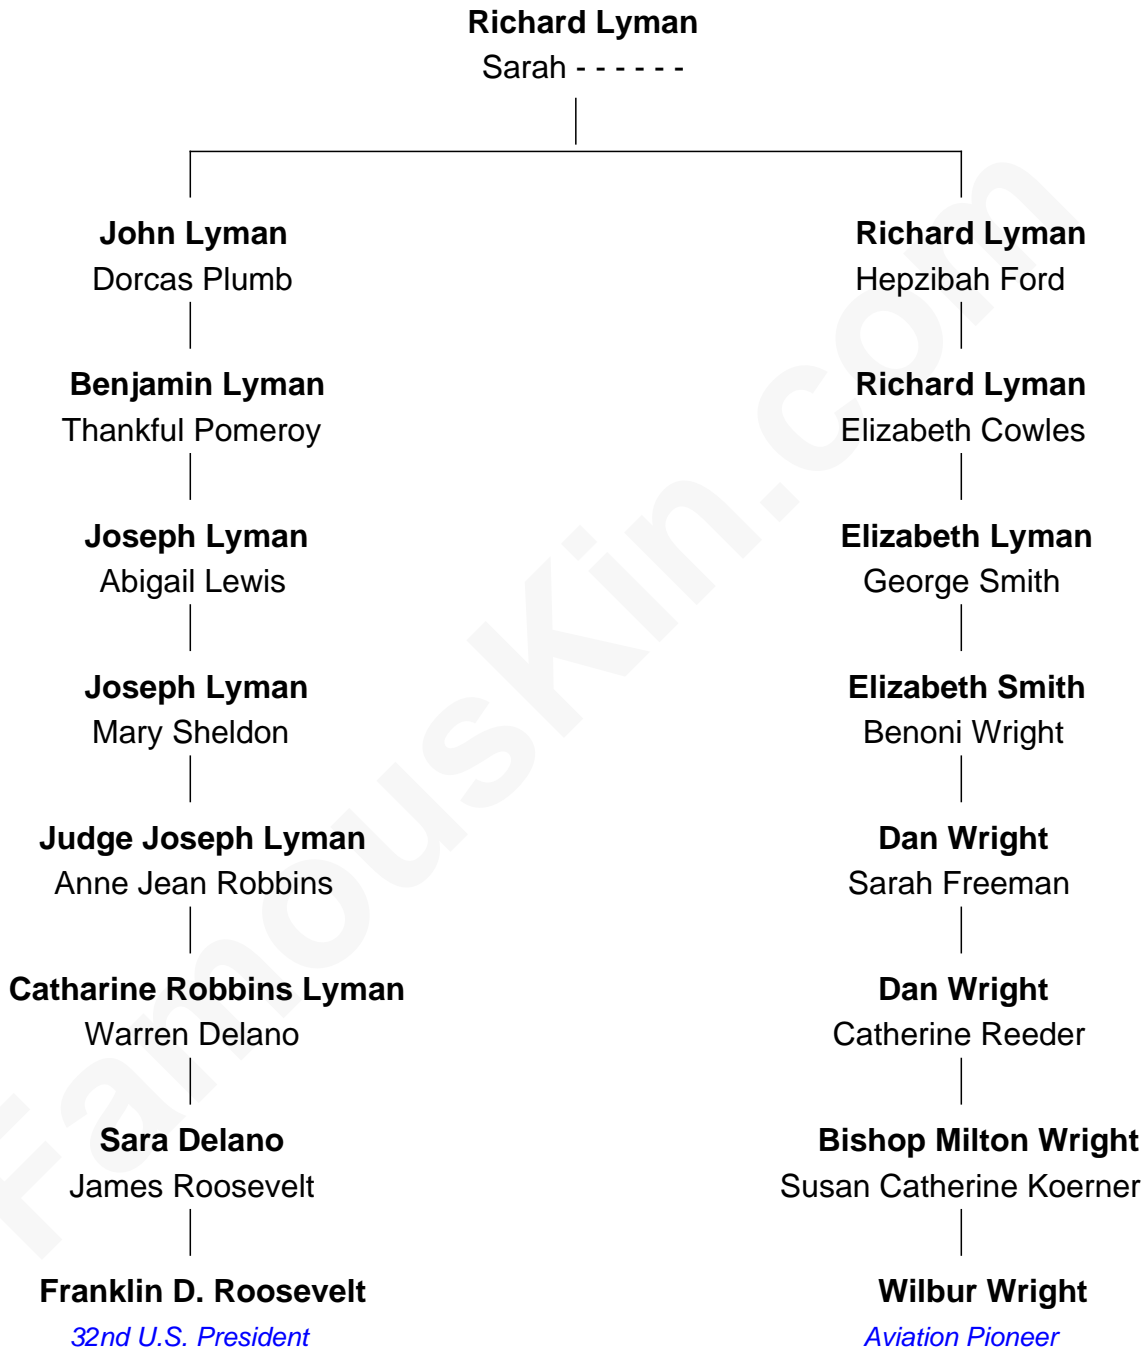 Richard Lyman
Sarah - - - - - -
John Lyman
Dorcas Plumb
Richard Lyman
Hepzibah Ford
Benjamin Lyman
Thankful Pomeroy
Richard Lyman
Elizabeth Cowles
Joseph Lyman
Abigail Lewis
Elizabeth Lyman
George Smith
Joseph Lyman
Mary Sheldon
Elizabeth Smith
Benoni Wright
Judge Joseph Lyman
Anne Jean Robbins
Dan Wright
Sarah Freeman
Catharine Robbins Lyman
Warren Delano
Dan Wright
Catherine Reeder
Sara Delano
James Roosevelt
Bishop Milton Wright
Susan Catherine Koerner
Franklin D. Roosevelt
32nd U.S. President
Wilbur Wright
Aviation Pioneer
FamousKin.com